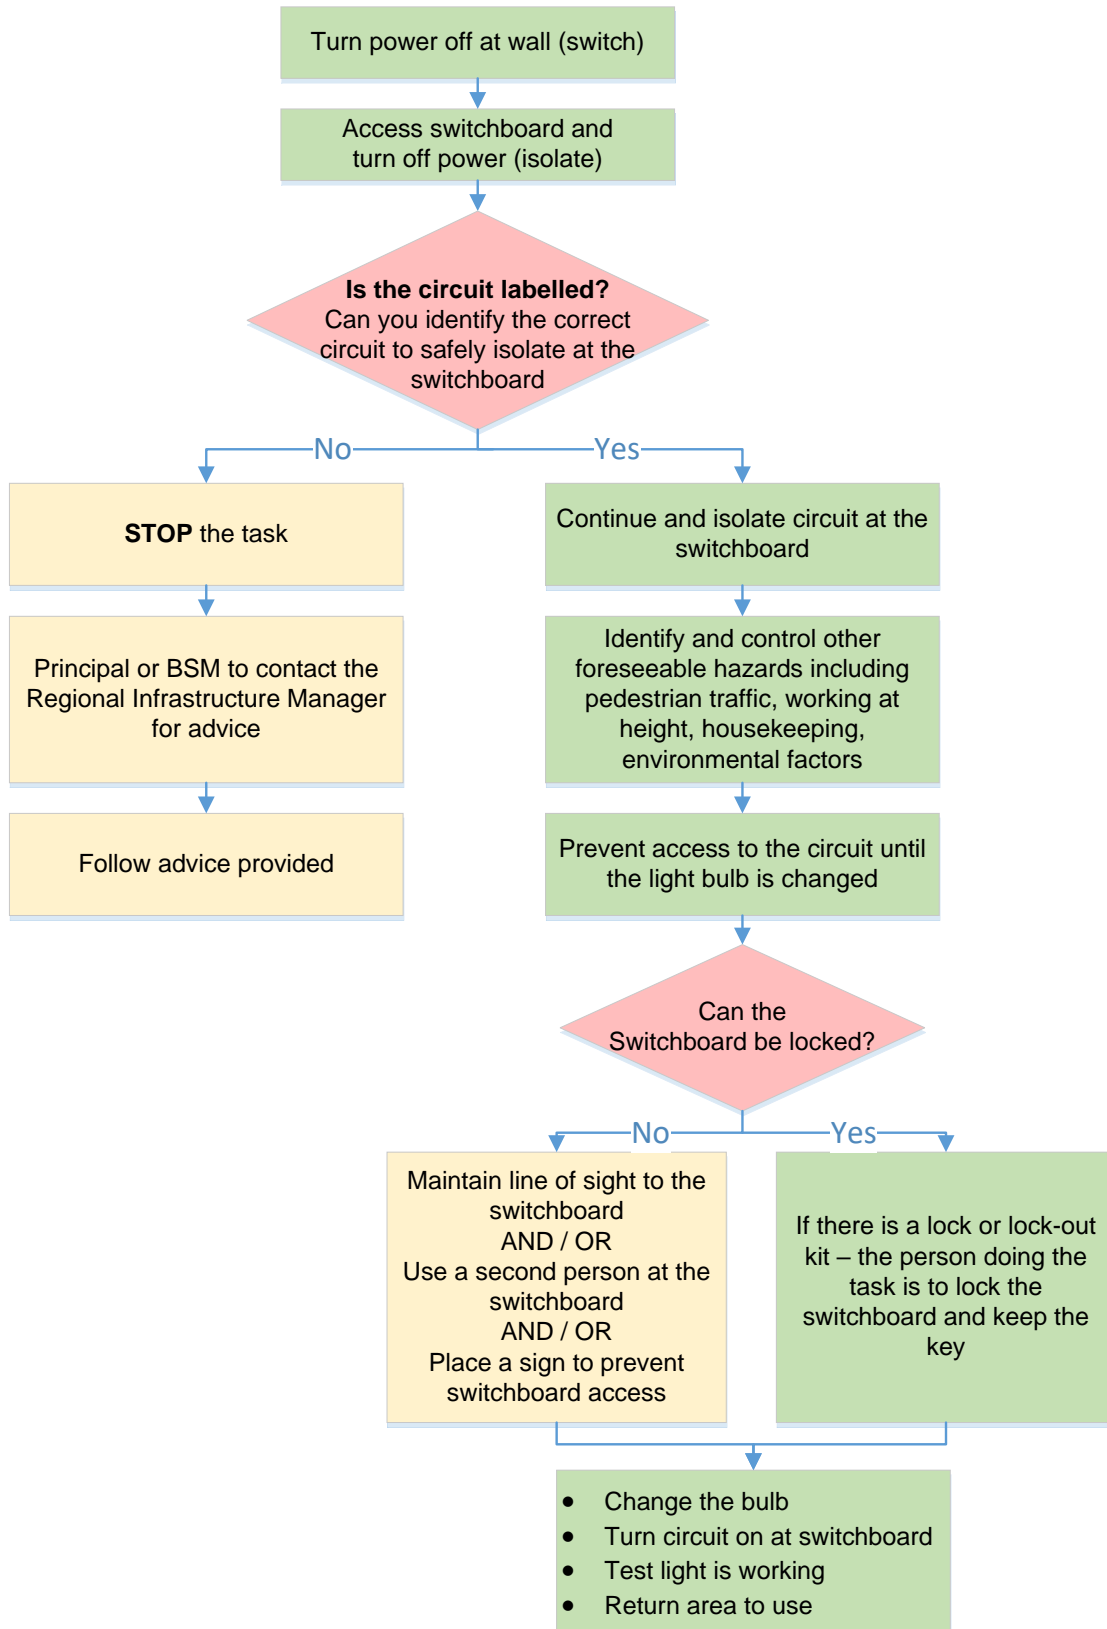 Turn power off at wall (switch)
Access switchboard and
turn off power (isolate)
Is the circuit labelled?
Can you identify the correct
circuit to safely isolate at the
switchboard
No
Yes
STOP the task
Continue and isolate circuit at the
switchboard
Principal or BSM to contact the
Regional Infrastructure Manager
for advice
Identify and control other
foreseeable hazards including
pedestrian traffic, working at
height, housekeeping,
environmental factors
Follow advice provided
Prevent access to the circuit until
the light bulb is changed
Can the
Switchboard be locked?
No
Yes
Maintain line of sight to the
switchboard
AND / OR
Use a second person at the
switchboard
AND / OR
Place a sign to prevent
switchboard access
If there is a lock or lock-out
kit – the person doing the
task is to lock the
switchboard and keep the
key
• Change the bulb
• Turn circuit on at switchboard
• Test light is working
• Return area to use